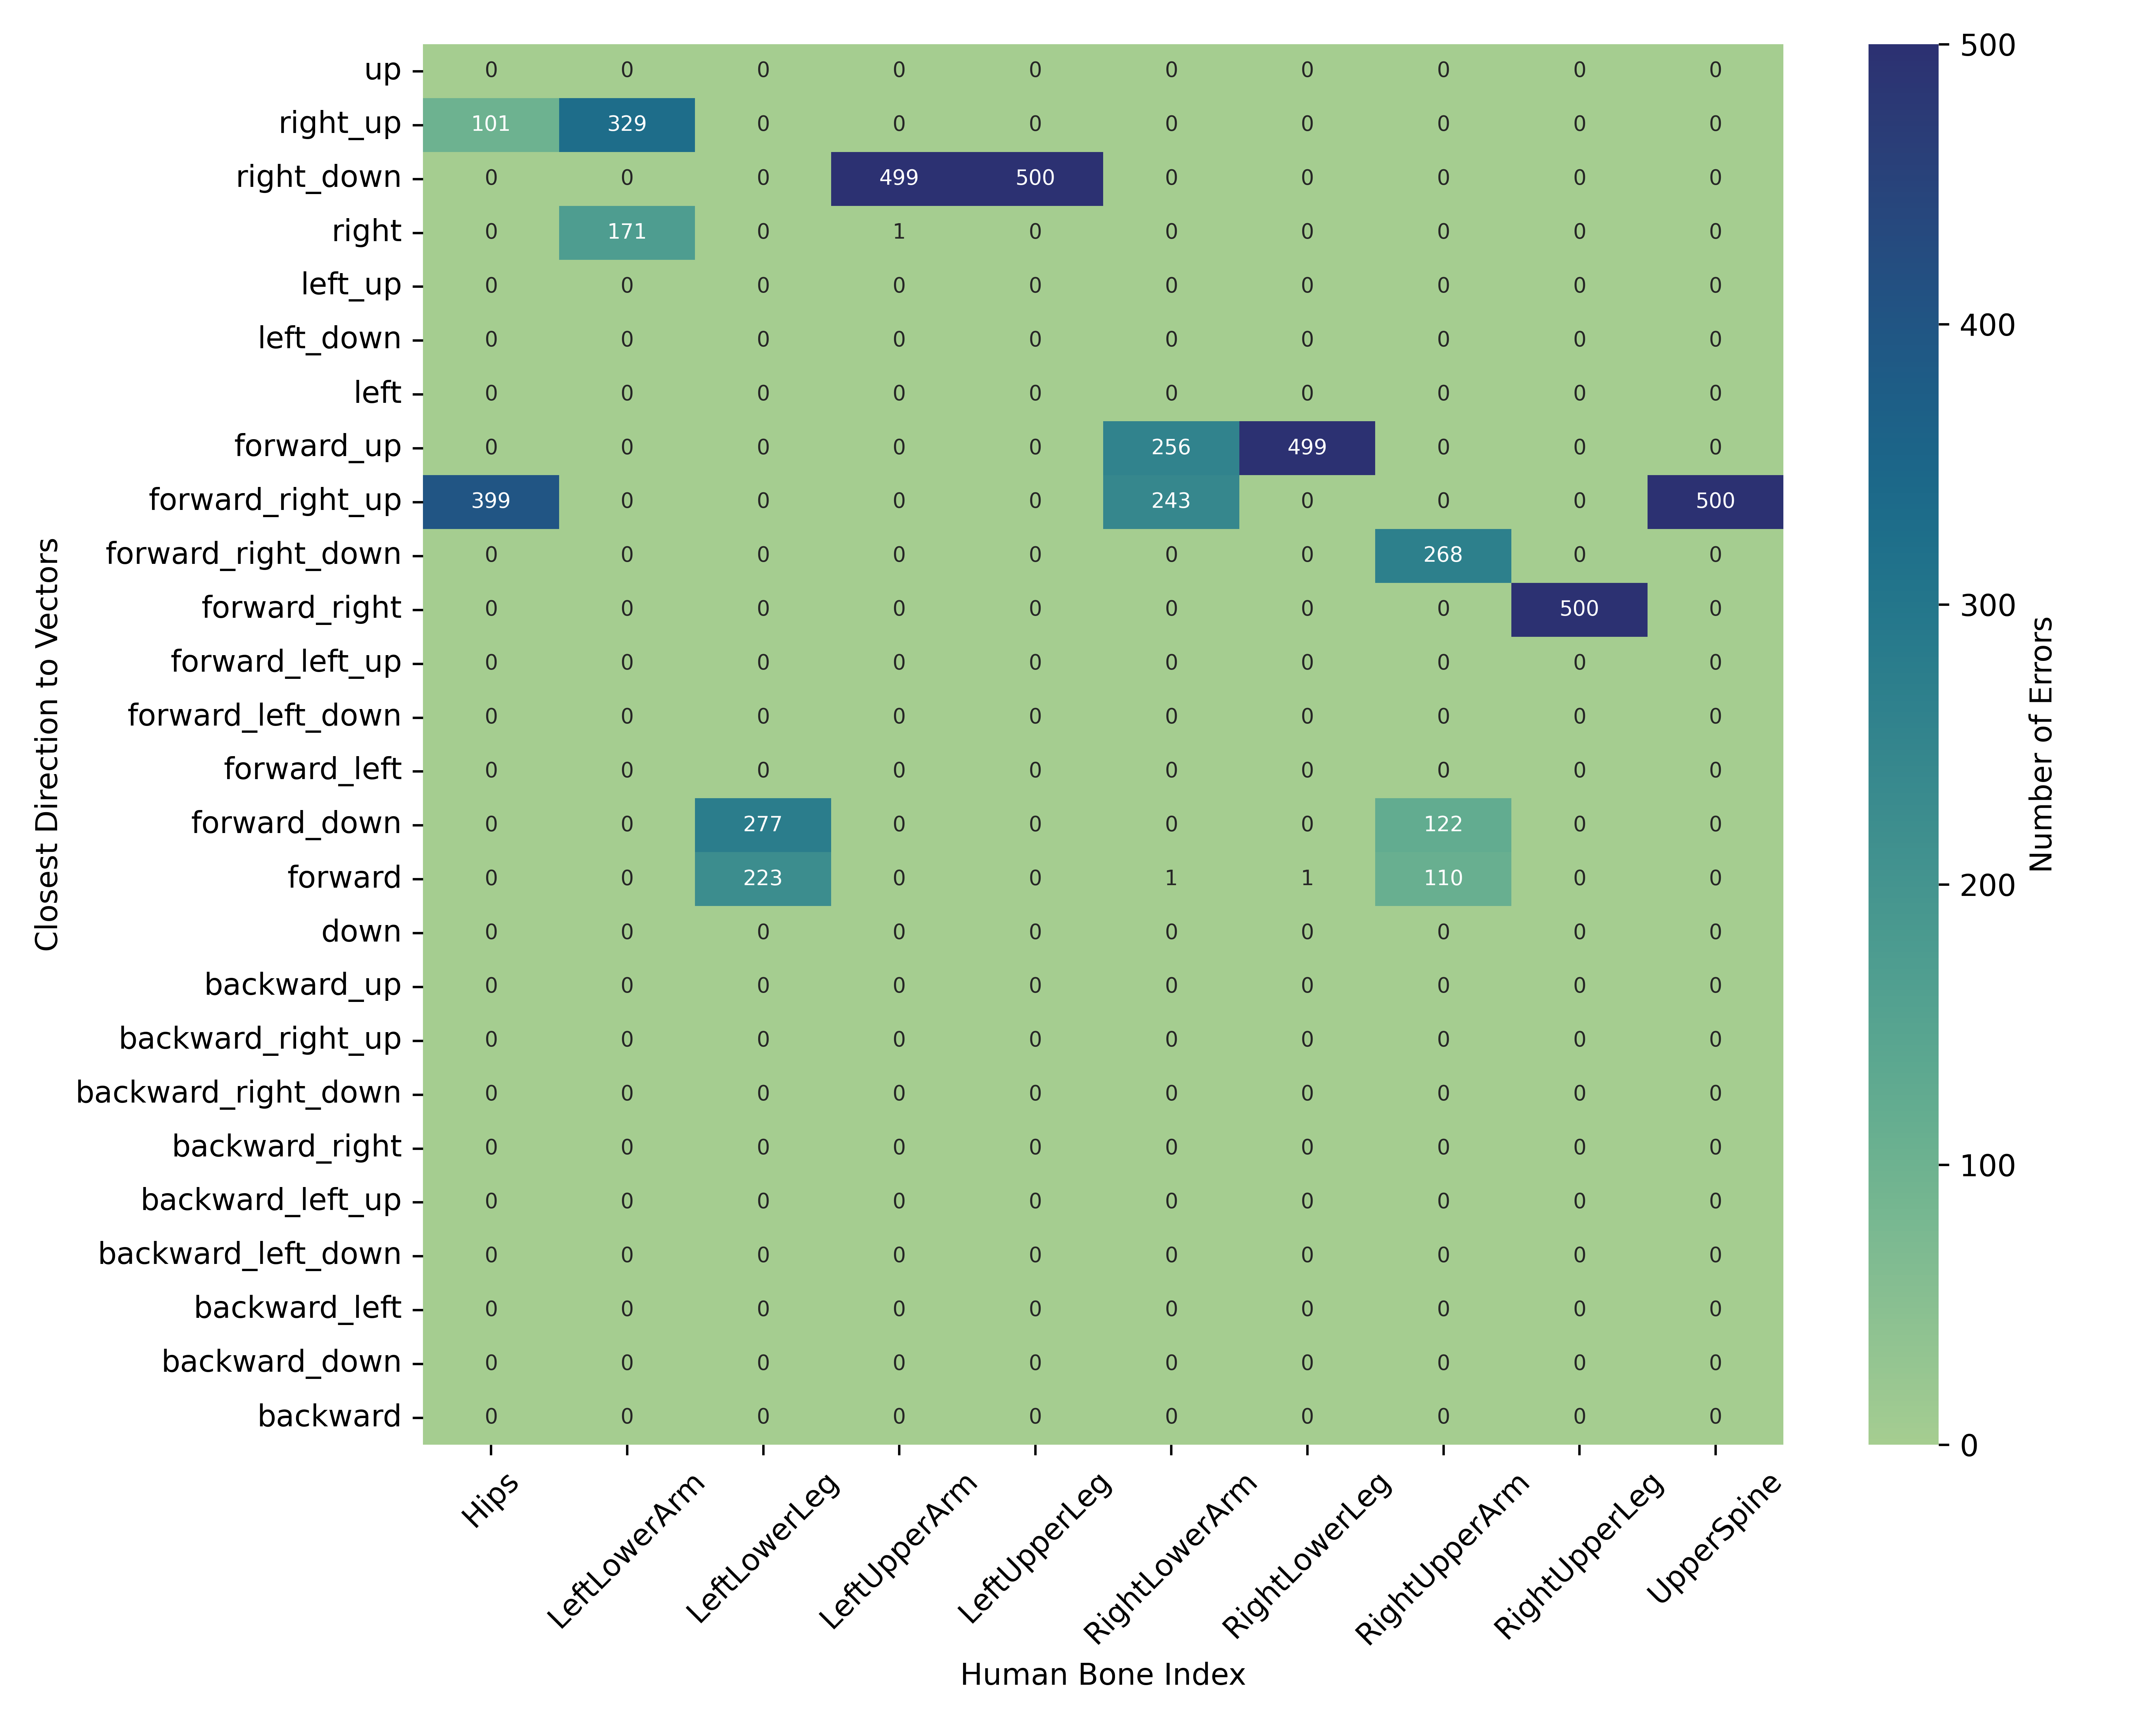 up 0 0 0 0 0 0 0 0 0 0
right_up 101 329 0 0 0 0 0 0 0 0
right_down 0 0 0 499 500 0 0 0 0 0
right 0 171 0 1 0 0 0 0 0 0
left_up 0 0 0 0 0 0 0 0 0 0
left_down 0 0 0 0 0 0 0 0 0 0
left 0 0 0 0 0 0 0 0 0 0
forward_up 0 0 0 0 0 256 499 0 0 0
forward_right_up 399 0 0 0 0 243 0 0 0 500
forward_right_down 0 0 0 0 0 0 0 268 0 0
forward_right 0 0 0 0 0 0 0 0 500 0
forward_left_up 0 0 0 0 0 0 0 0 0 0
forward_left_down 0 0 0 0 0 0 0 0 0 0
forward_left 0 0 0 0 0 0 0 0 0 0
forward_down 0 0 277 0 0 0 0 122 0 0
forward 0 0 223 0 0 1 1 110 0 0
down 0 0 0 0 0 0 0 0 0 0
backward_up 0 0 0 0 0 0 0 0 0 0
backward_right_up 0 0 0 0 0 0 0 0 0 0
backward_right_down 0 0 0 0 0 0 0 0 0 0
backward_right 0 0 0 0 0 0 0 0 0 0
backward_left_up 0 0 0 0 0 0 0 0 0 0
backward_left_down 0 0 0 0 0 0 0 0 0 0
backward_left 0 0 0 0 0 0 0 0 0 0
backward_down 0 0 0 0 0 0 0 0 0 0
backward 0 0 0 0 0 0 0 0 0 0
Hips LeftLowerArm LeftLowerLeg LeftUpperArm LeftUpperLeg RightLowerArm RightLowerLeg RightUpperArm RightUpperLeg UpperSpine
Human Bone Index
Closest Direction to Vectors
500
400
300
200
100
0
Number of Errors